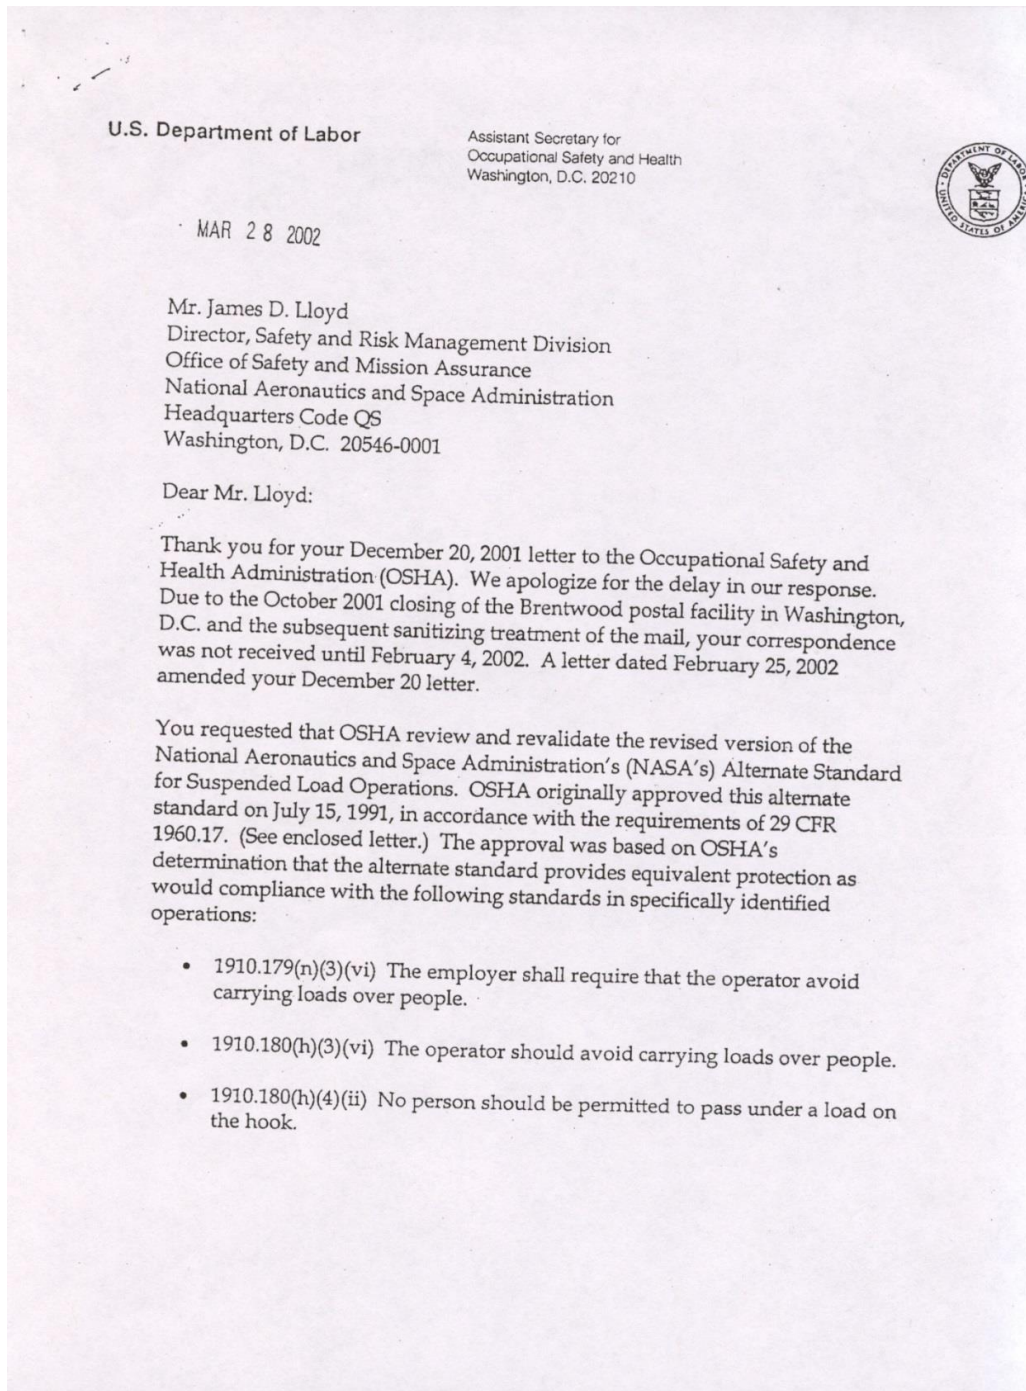 U.S. Department of Labor
Assistant Secretary for
Occupational Safety and Health
Washington, D.C. 20210
DEPARTMENT OF LABOR
UNITED STATES OF AMERICA
MAR 28 2002
Mr. James D. Lloyd
Director, Safety and Risk Management Division
Office of Safety and Mission Assurance
National Aeronautics and Space Administration
Headquarters Code QS
Washington, D.C. 20546-0001
Dear Mr. Lloyd:
Thank you for your December 20, 2001 letter to the Occupational Safety and
Health Administration (OSHA). We apologize for the delay in our response.
Due to the October 2001 closing of the Brentwood postal facility in Washington,
D.C. and the subsequent sanitizing treatment of the mail, your correspondence
was not received until February 4, 2002. A letter dated February 25, 2002
amended your December 20 letter.
You requested that OSHA review and revalidate the revised version of the
National Aeronautics and Space Administration's (NASA's) Alternate Standard
for Suspended Load Operations. OSHA originally approved this alternate
standard on July 15, 1991, in accordance with the requirements of 29 CFR
1960.17. (See enclosed letter.) The approval was based on OSHA's
determination that the alternate standard provides equivalent protection as
would compliance with the following standards in specifically identified
operations:
• 1910.179(n)(3)(vi) The employer shall require that the operator avoid
carrying loads over people.
• 1910.180(h)(3)(vi) The operator should avoid carrying loads over people.
• 1910.180(h)(4)(ii) No person should be permitted to pass under a load on
the hook.